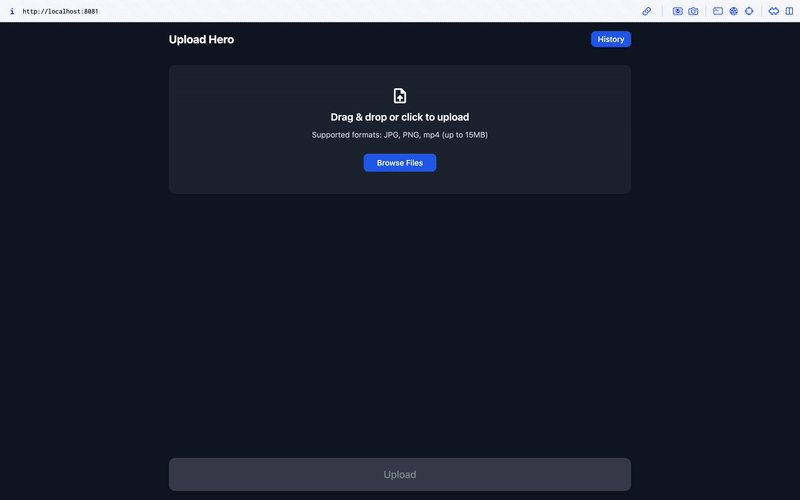 i http://localhost:8081
Upload Hero
History
Drag & drop or click to upload
Supported formats: JPG, PNG, mp4 (up to 15MB)
Browse Files
Upload